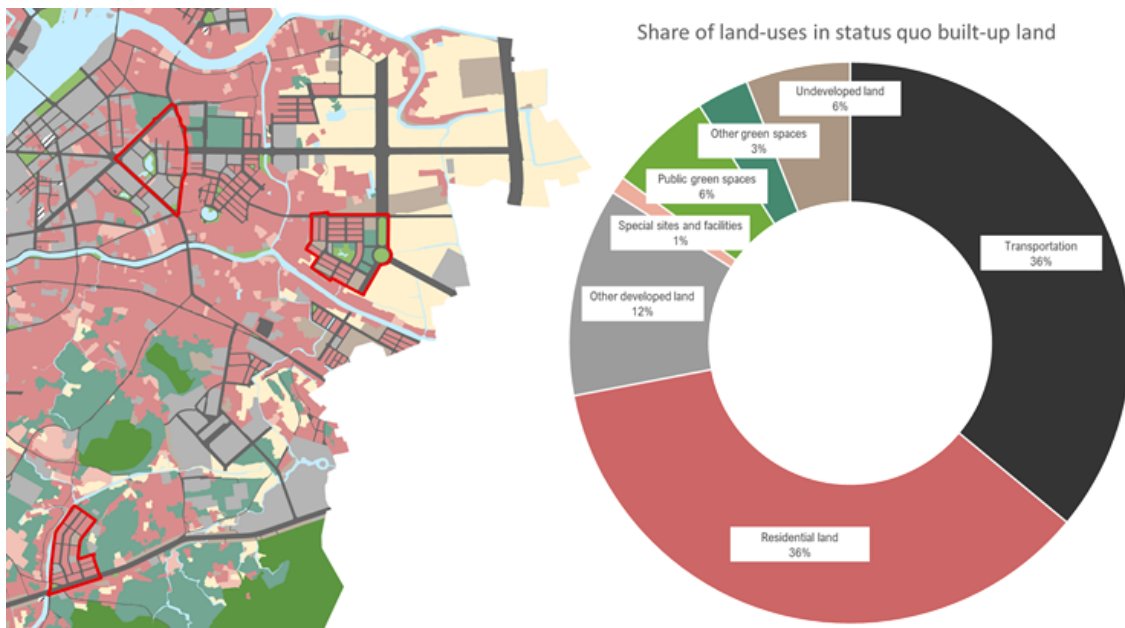 Share of land-uses in status quo built-up land
Undeveloped land
6%
Other green spaces
3%
Public green spaces
6%
Special sites and facilities
1%
Transportation
36%
Other developed land
12%
Residential land
36%